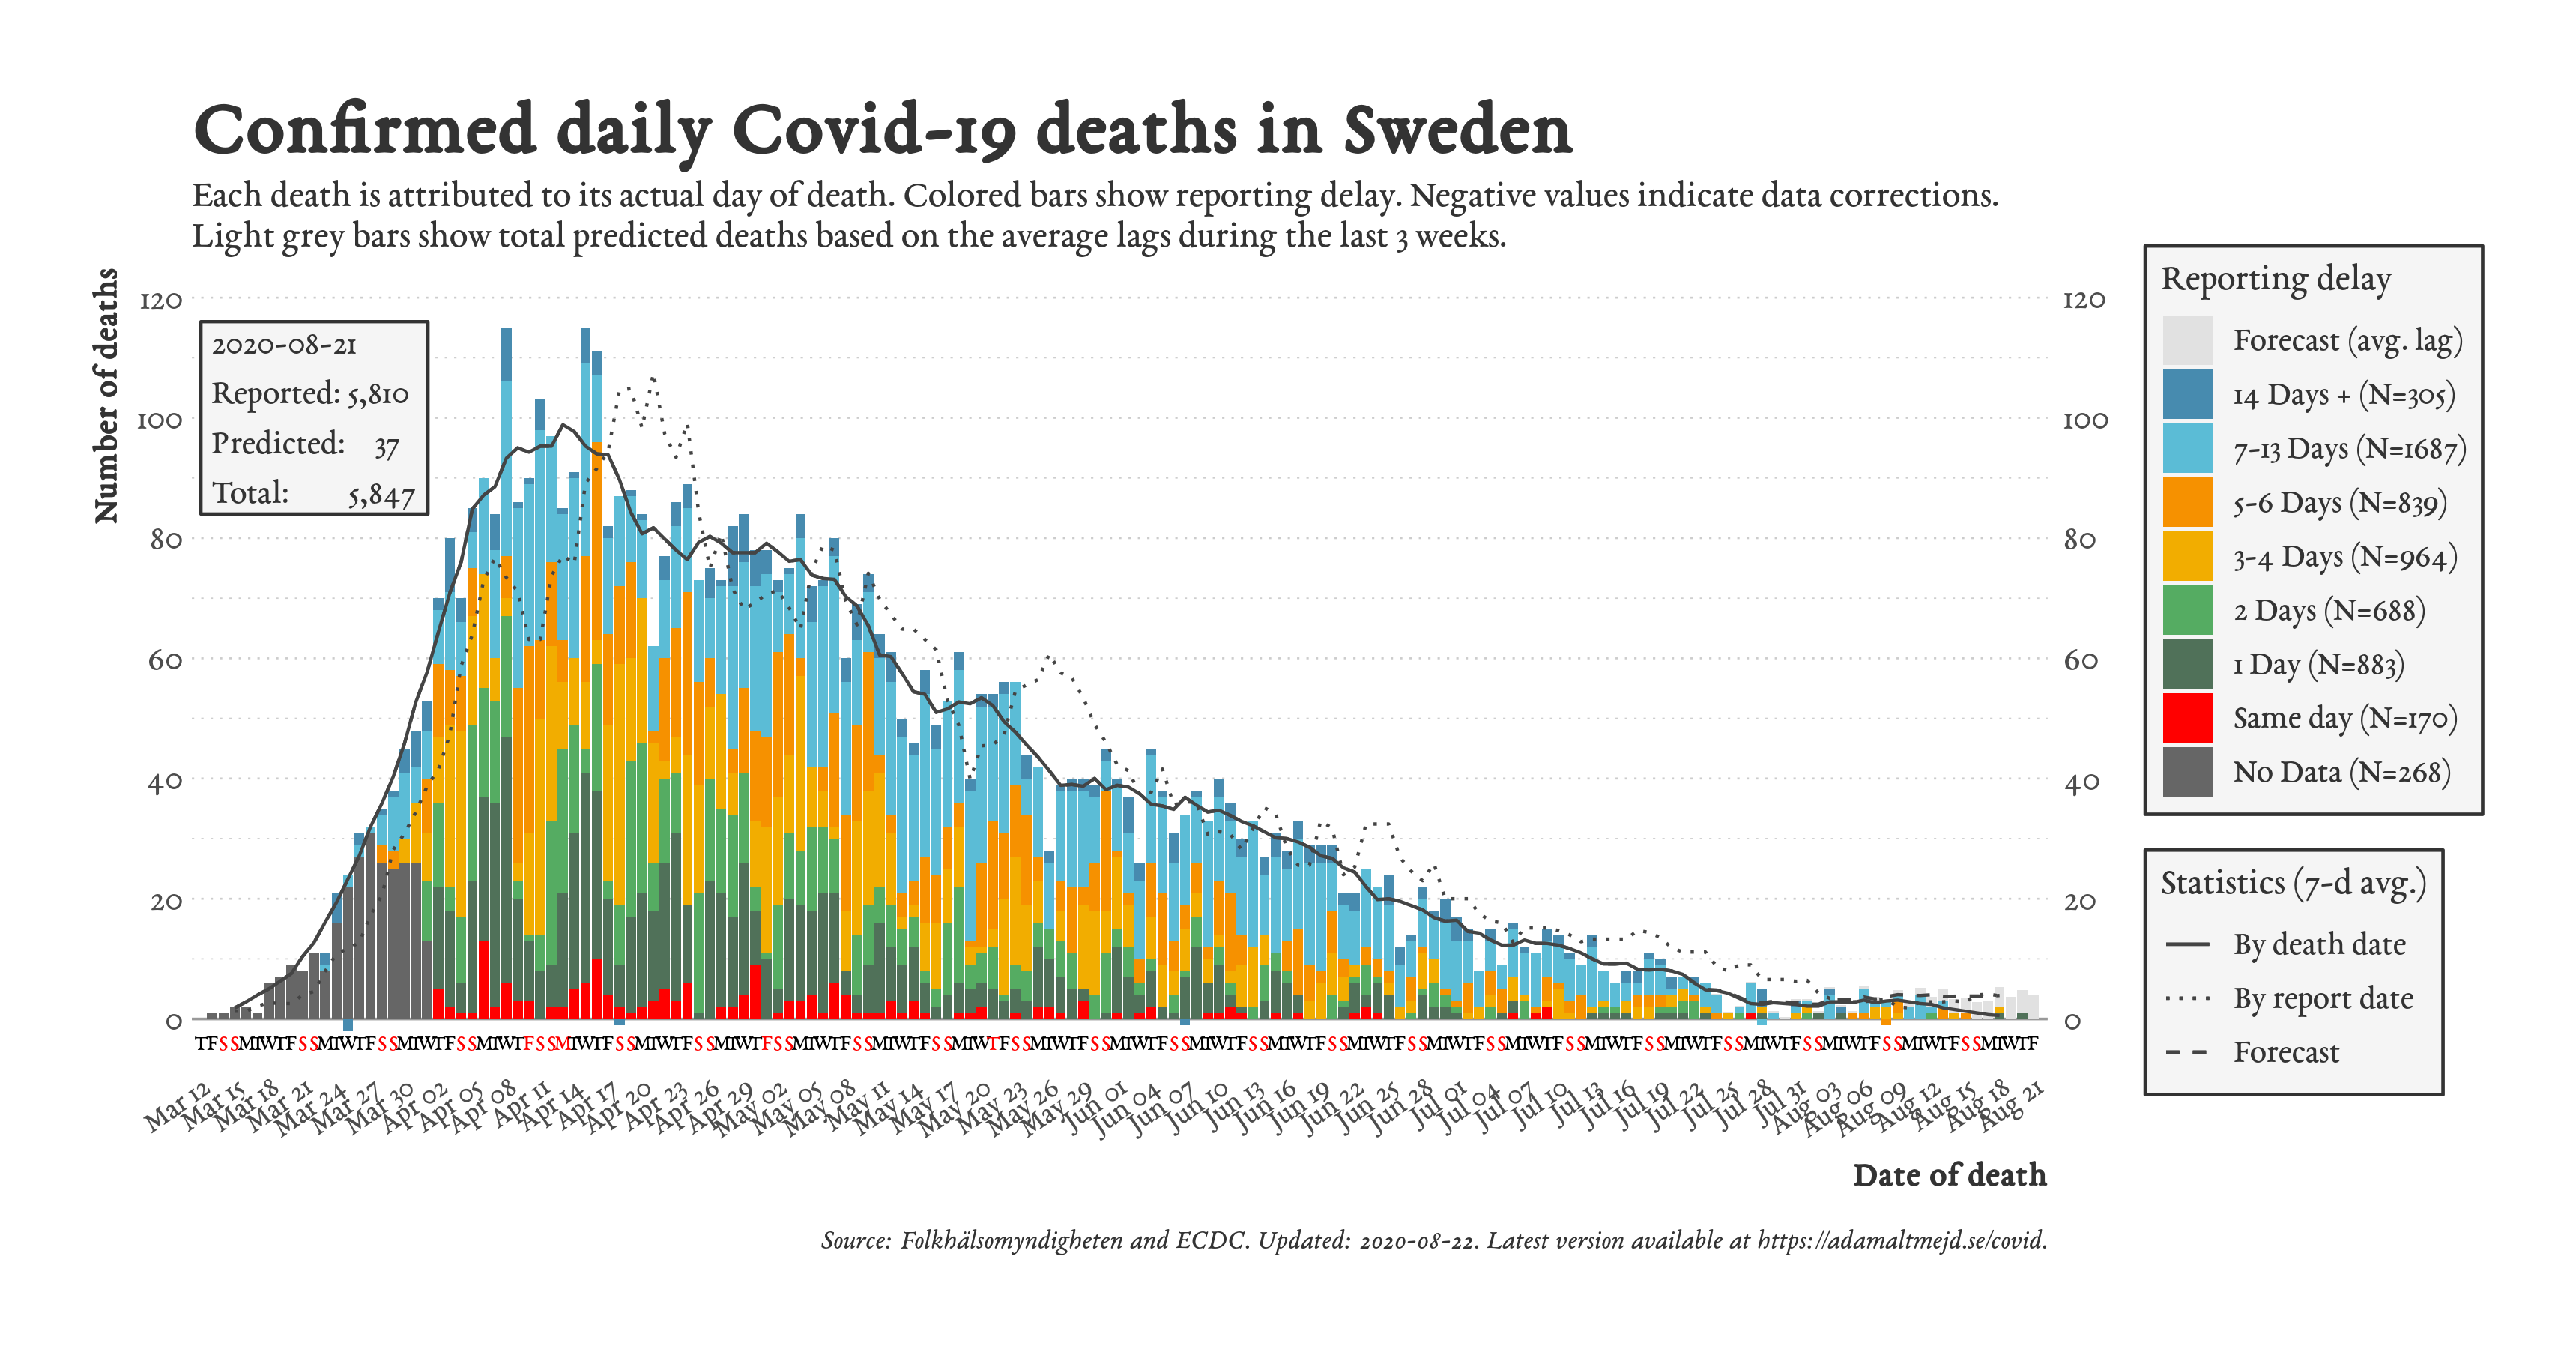 Confirmed daily Covid-19 deaths in Sweden
Each death is attributed to its actual day of death. Colored bars show reporting delay. Negative values indicate data corrections.
Light grey bars show total predicted deaths based on the average lags during the last 3 weeks.
Number of deaths
120
100
80
60
40
20
0
2020-08-21
Reported: 5,810
Predicted: 37
Total: 5,847
120
100
80
60
40
20
0
Reporting delay
Forecast (avg. lag)
14 Days + (N=305)
7-13 Days (N=1687)
5-6 Days (N=839)
3-4 Days (N=964)
2 Days (N=688)
1 Day (N=883)
Same day (N=170)
No Data (N=268)
Statistics (7-d avg.)
By death date
By report date
Forecast
Mar 12
Mar 15
Mar 18
Mar 21
Mar 24
Mar 27
Mar 30
Apr 02
Apr 05
Apr 08
Apr 11
Apr 14
Apr 17
Apr 20
Apr 23
Apr 26
Apr 29
May 02
May 05
May 08
May 11
May 14
May 17
May 20
May 23
May 26
May 29
Jun 01
Jun 04
Jun 07
Jun 10
Jun 13
Jun 16
Jun 19
Jun 22
Jun 25
Jun 28
Jul 01
Jul 04
Jul 07
Jul 10
Jul 13
Jul 16
Jul 19
Jul 22
Jul 25
Jul 28
Jul 31
Aug 03
Aug 06
Aug 09
Aug 12
Aug 15
Aug 18
Aug 21
Date of death
Source: Folkhälsomyndigheten and ECDC. Updated: 2020-08-22. Latest version available at https://adamaltmejd.se/covid.